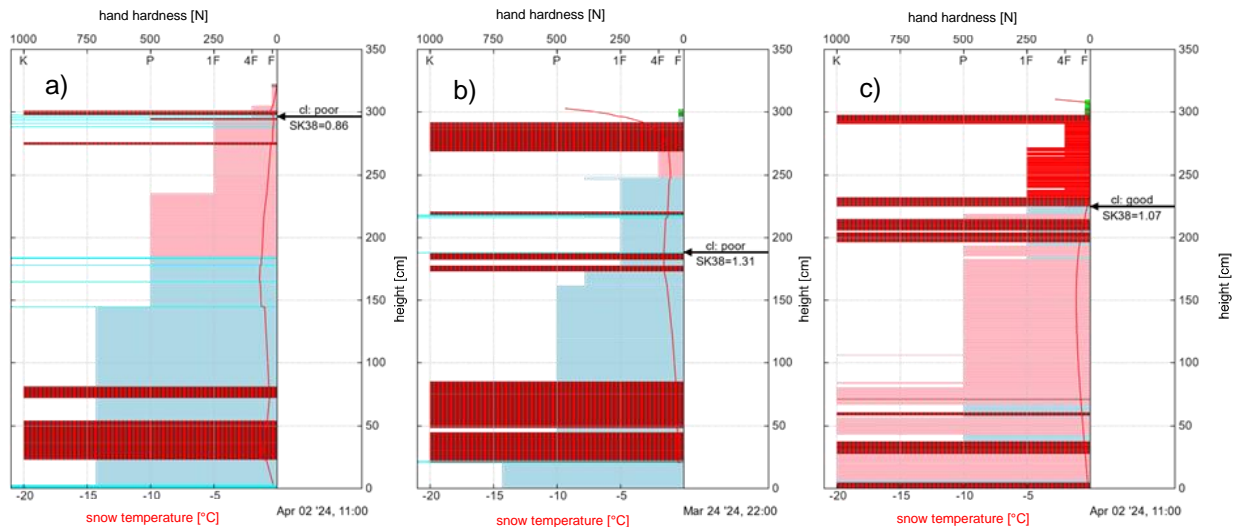 hand hardness [N]
1000 750 500 250 0
K P 1F 4F F
a)
350
300
250
200
150
100
50
0
cl: poor
SK38=0.86
height [cm]
-20 -15 -10 -5
snow temperature [°C]
Apr 02 '24, 11:00
hand hardness [N]
1000 750 500 250 0
K P 1F 4F F
b)
350
300
250
200
150
100
50
0
cl: poor
SK38=1.31
height [cm]
-20 -15 -10 -5
snow temperature [°C]
Mar 24 '24, 22:00
hand hardness [N]
1000 750 500 250 0
K P 1F 4F F
c)
350
300
250
200
150
100
50
0
cl: good
SK38=1.07
height [cm]
-20 -15 -10 -5
snow temperature [°C]
Apr 02 '24, 11:00